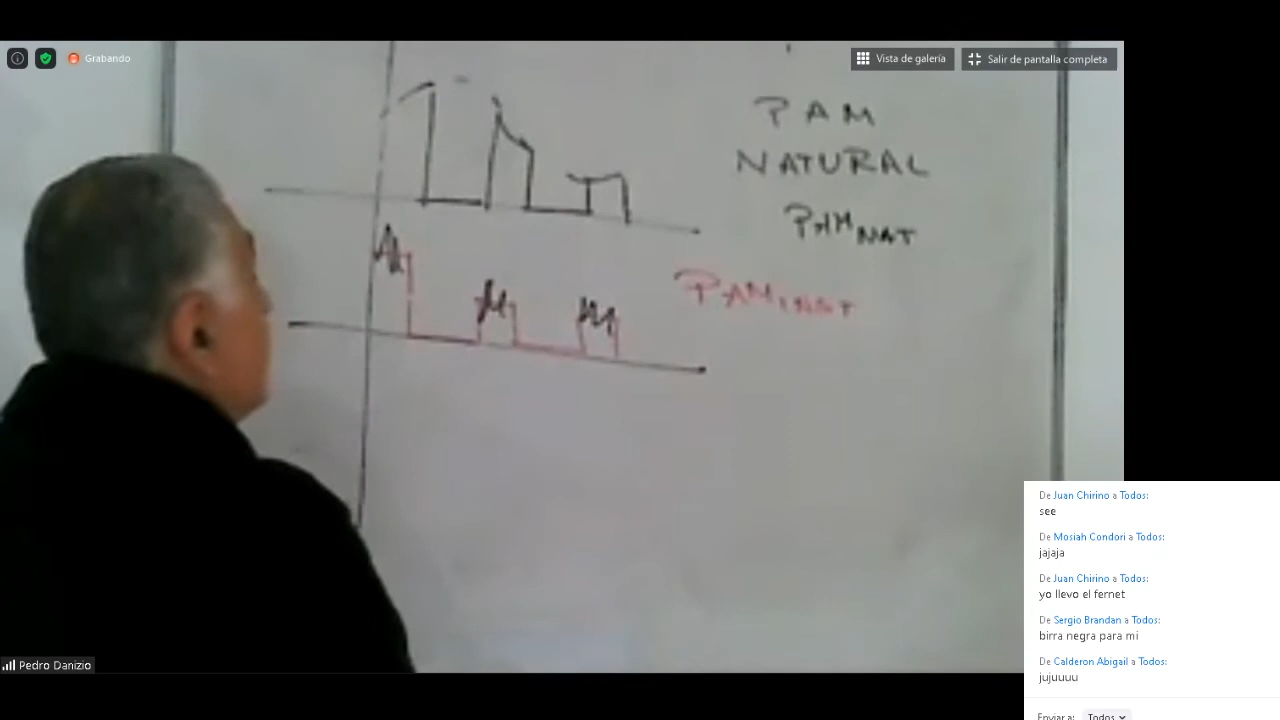 Grabando
Vista de galería
Salir de pantalla completa
PAM
NATURAL
PAM NAT
PAM INST
De Juan Chirino a Todos:
see
De Mosiah Condori a Todos:
jajaja
De Juan Chirino a Todos:
yo llevo el fernet
De Sergio Brandan a Todos:
birra negra para mi
De Calderon Abigail a Todos:
jujuuuu
Enviar a: Todos
Pedro Danizio